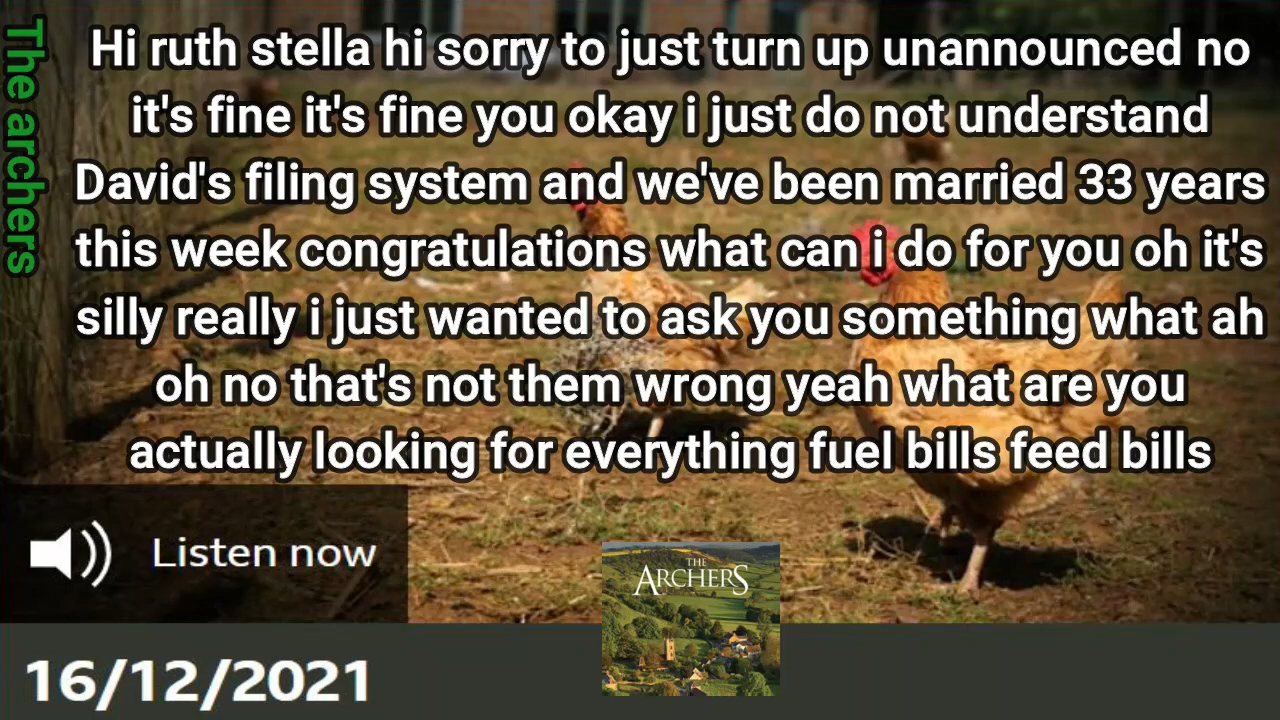 The archers
Hi ruth stella hi sorry to just turn up unannounced no
it's fine it's fine you okay i just do not understand
David's filing system and we've been married 33 years
this week congratulations what can i do for you oh it's
silly really i just wanted to ask you something what ah
oh no that's not them wrong yeah what are you
actually looking for everything fuel bills feed bills
Listen now
THE
ARCHERS
16/12/2021